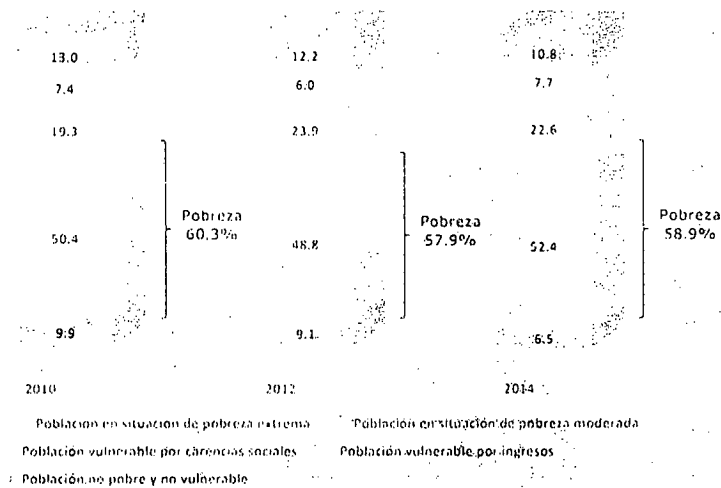 13.0 12.2 10.8
7.4 6.0 7.7
19.3 23.9 22.6
Pobreza
60.3%
Pobreza
57.9%
Pobreza
58.9%
50.4 48.8 52.4
9.9 9.1 6.5
2010 2012 2014
Población en situación de pobreza extrema Población en situación de pobreza moderada
Población vulnerable por carencias sociales Población vulnerable por ingresos
Población no pobre y no vulnerable